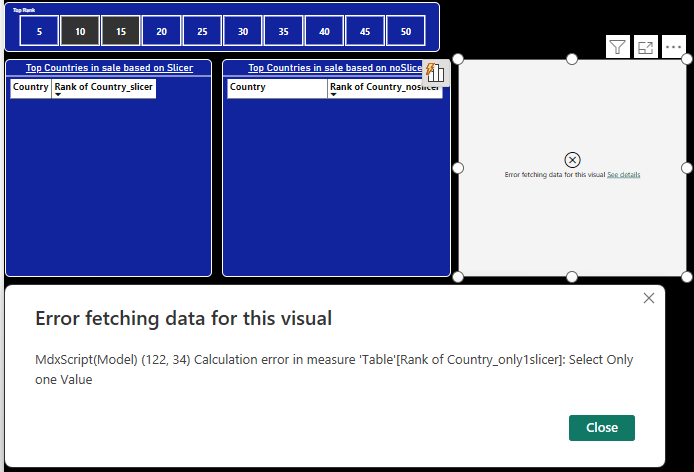 Top Rank
5 10 15 20 25 30 35 40 45 50
Top Countries in sale based on Slicer
Country Rank of Country_slicer
Top Countries in sale based on noSlice
Country Rank of Country_noslicer
Error fetching data for this visual See details
Error fetching data for this visual
MdxScript(Model) (122, 34) Calculation error in measure 'Table'[Rank of Country_only1slicer]: Select Only
one Value
Close